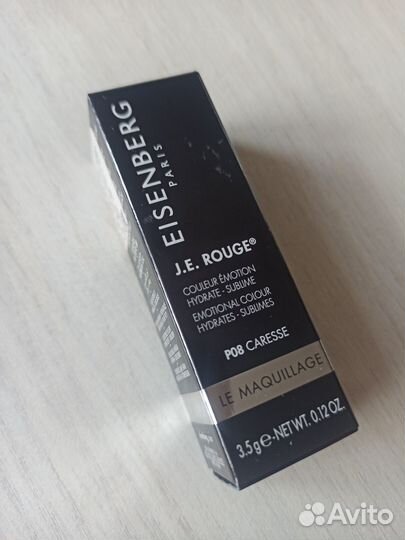 EISENBERG
PARIS
J.E. ROUGE®
COULEUR ÉMOTION
HYDRATE - SUBLIME
EMOTIONAL COLOUR
HYDRATES - SUBLIMES
P08 CARESSE
LE MAQUILLAGE
3.5g℮-NET WT. 0.12 OZ.
Avito